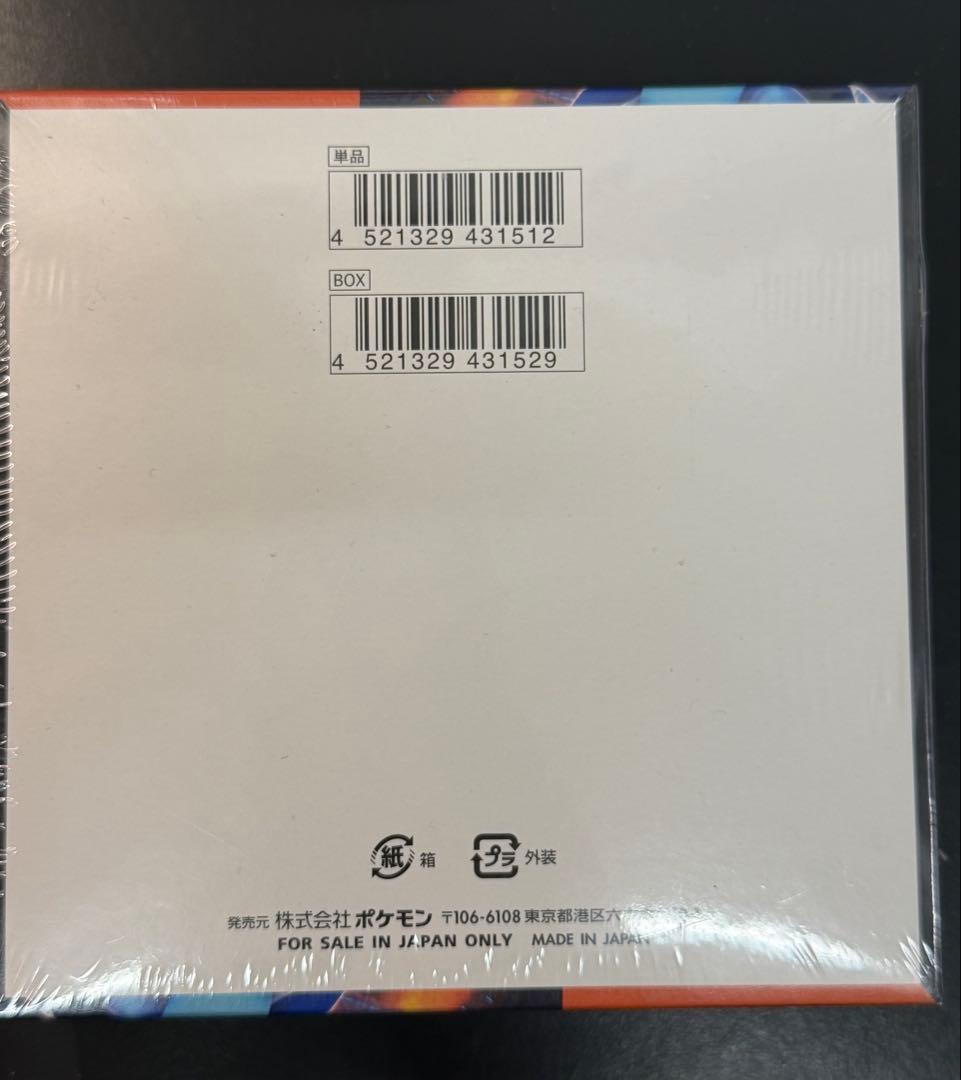 単品
4 521329 431512
BOX
4 521329 431529
紙 箱
プラ 外装
発売元 株式会社ポケモン 〒106-6108 東京都港区六
FOR SALE IN JAPAN ONLY MADE IN JAPAN